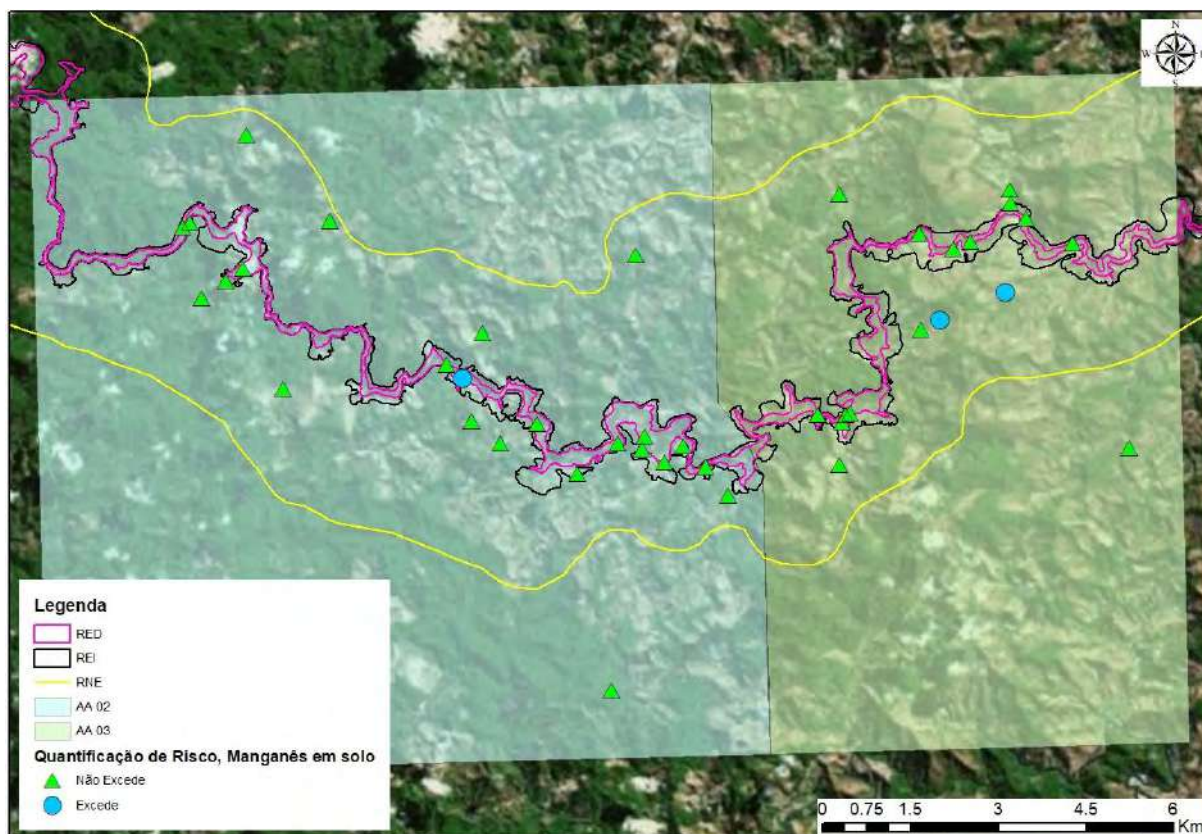 N
W
S
Legenda
RED
REI
RNE
AA 02
AA 03
Quantificação de Risco, Manganês em solo
Não Excede
Excede
0 0.75 1.5 3 4.5 6
Km